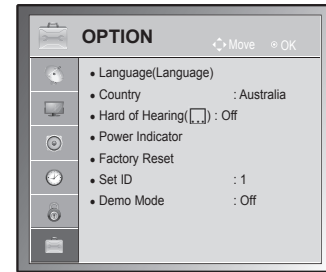 OPTION
Move OK
Language(Language)
Country : Australia
Hard of Hearing( ) : Off
Power Indicator
Factory Reset
Set ID : 1
Demo Mode : Off